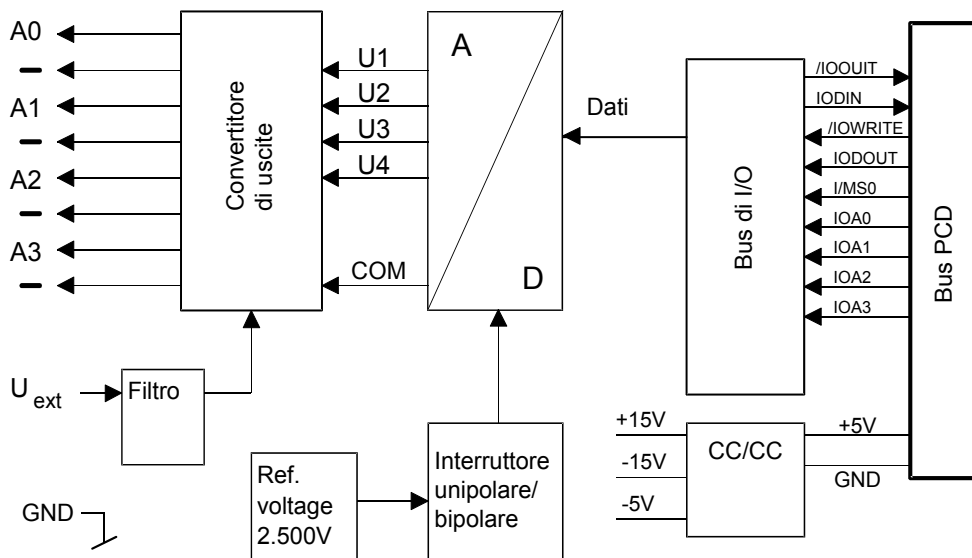 A0
–
A1
–
A2
–
A3
–
Convertitore
di uscite
U1
U2
U3
U4
COM
A
D
Dati
Bus di I/O
/IOOUIT
IODIN
/IOWRITE
IODOUT
I/MS0
IOA0
IOA1
IOA2
IOA3
Bus PCD
U ext
Filtro
GND
Ref.
voltage
2.500V
Interruttore
unipolare/
bipolare
+15V
-15V
-5V
CC/CC
+5V
GND